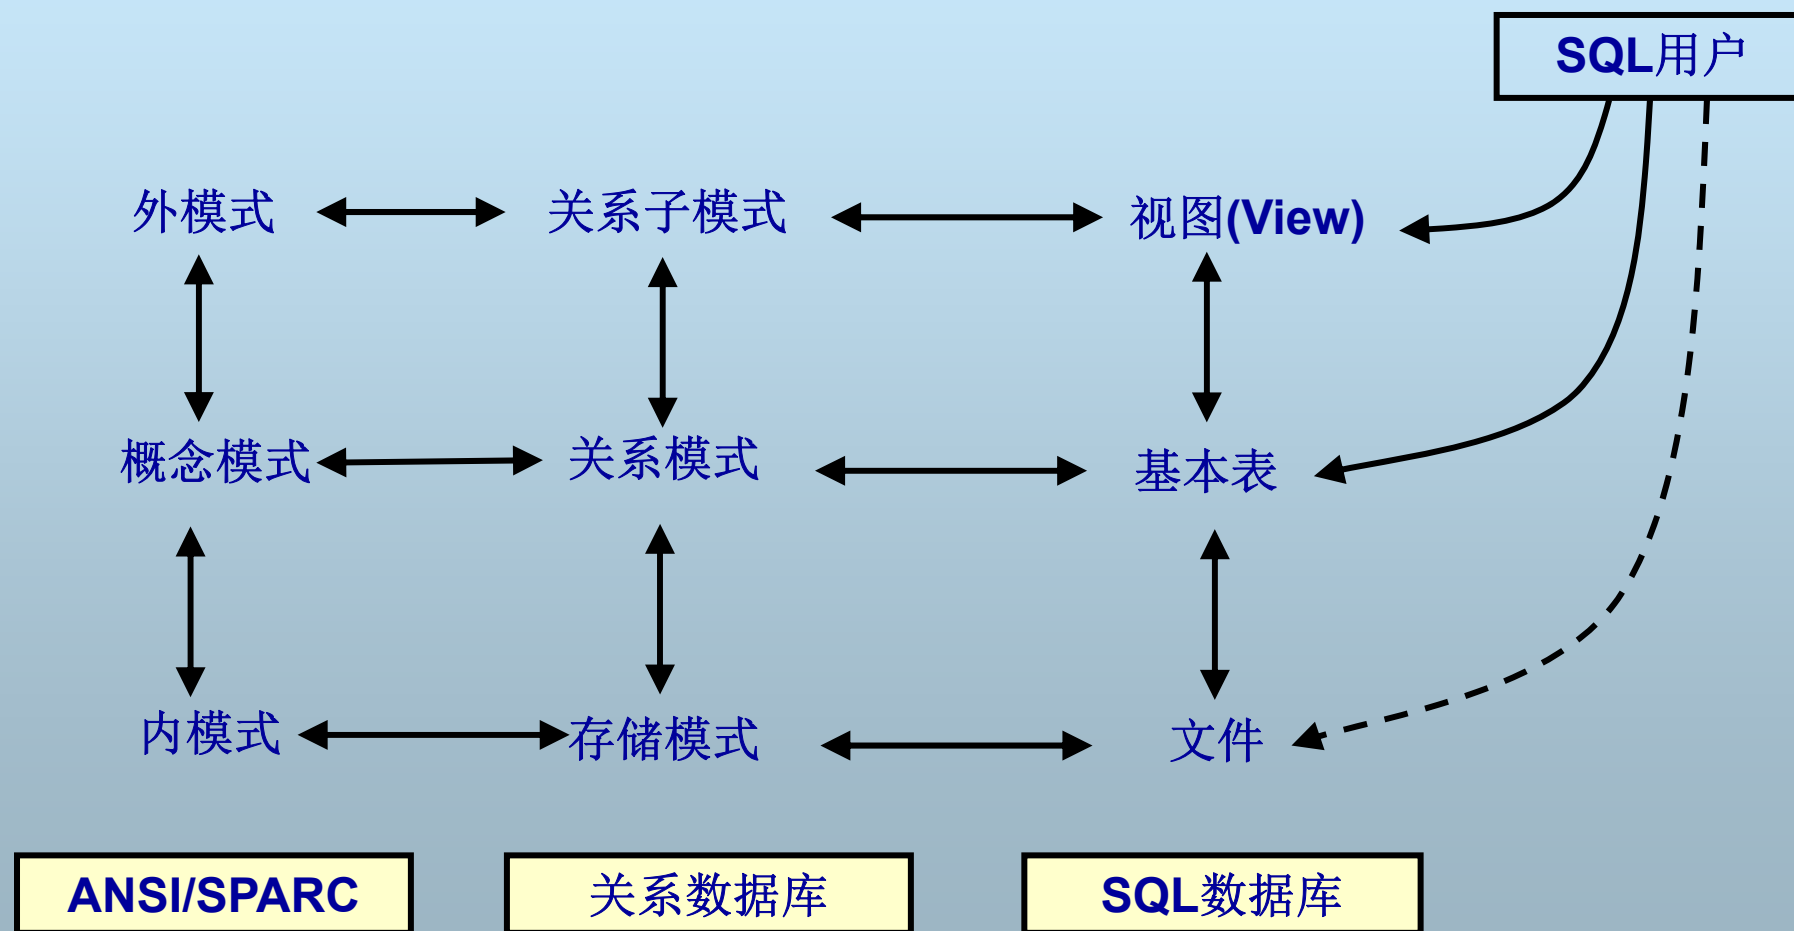 SQL用户
外模式 关系子模式 视图(View)
概念模式 关系模式 基本表
内模式 存储模式 文件
ANSI/SPARC 关系数据库 SQL数据库